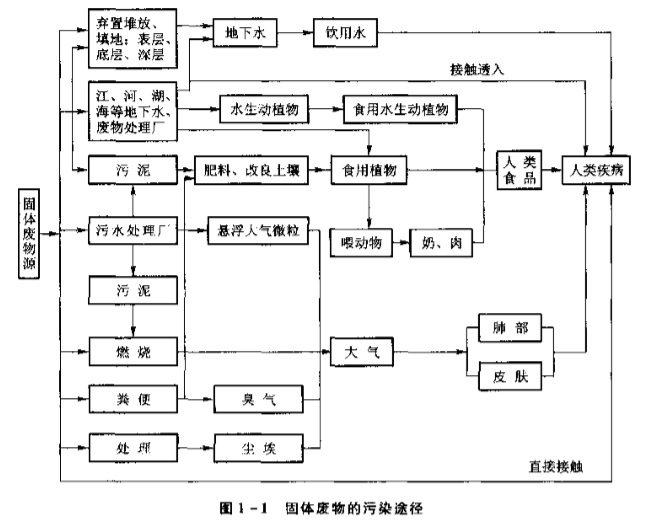 弃置堆放、
填地：表层、
底层、深层
地下水
饮用水
接触透入
江、河、湖、
海等地下水、
废物处理厂
水生动植物
食用水生动植物
污泥
肥料、改良土壤
食用植物
人类
食品
人类疾病
固体废物源
污水处理厂
悬浮大气微粒
喂动物
奶、肉
污泥
燃烧
大气
肺部
皮肤
粪便
臭气
处理
尘埃
直接接触
图1-1 固体废物的污染途径